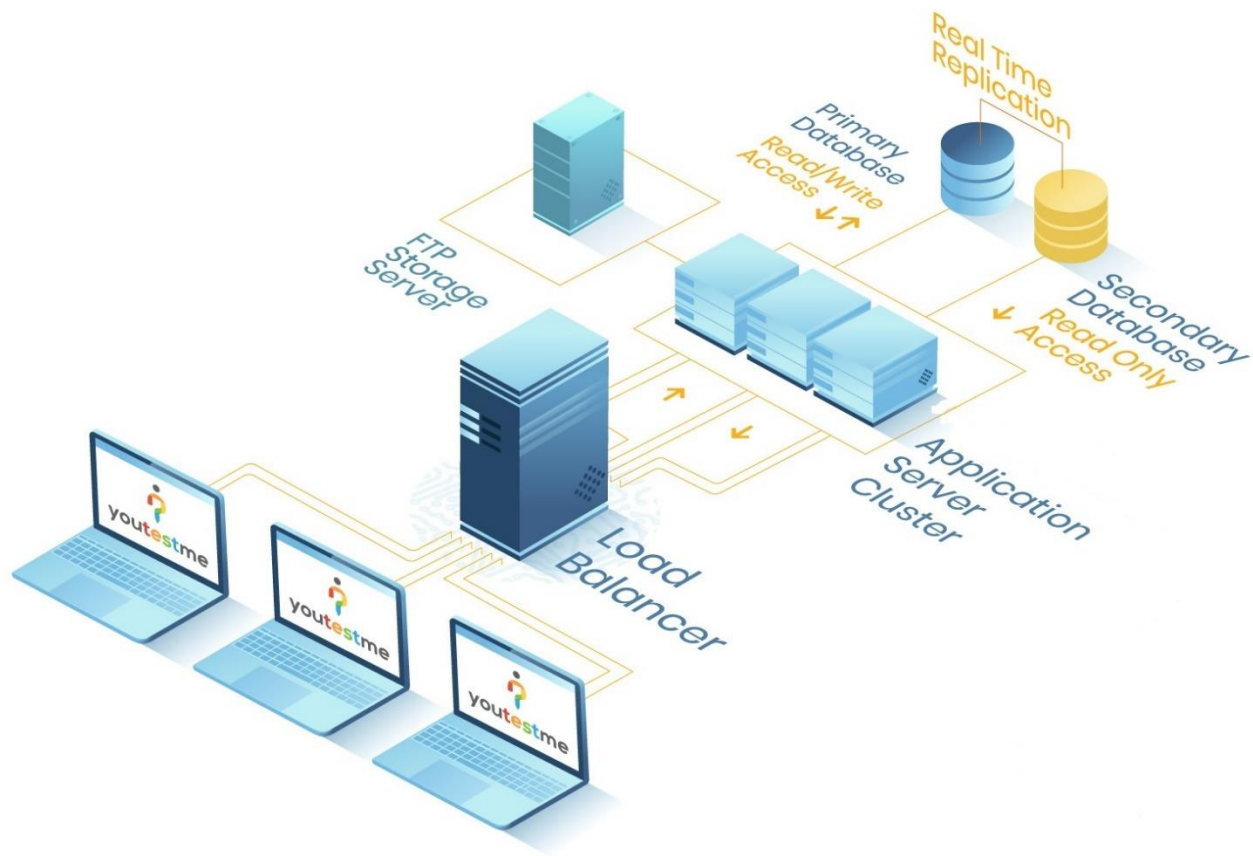 Real Time
Replication
Primary
Database
Read/Write
Access
FTP
Storage
Server
Secondary
Database
Read Only
Access
Application
Server
Cluster
Load
Balancer
youtestme
youtestme
youtestme